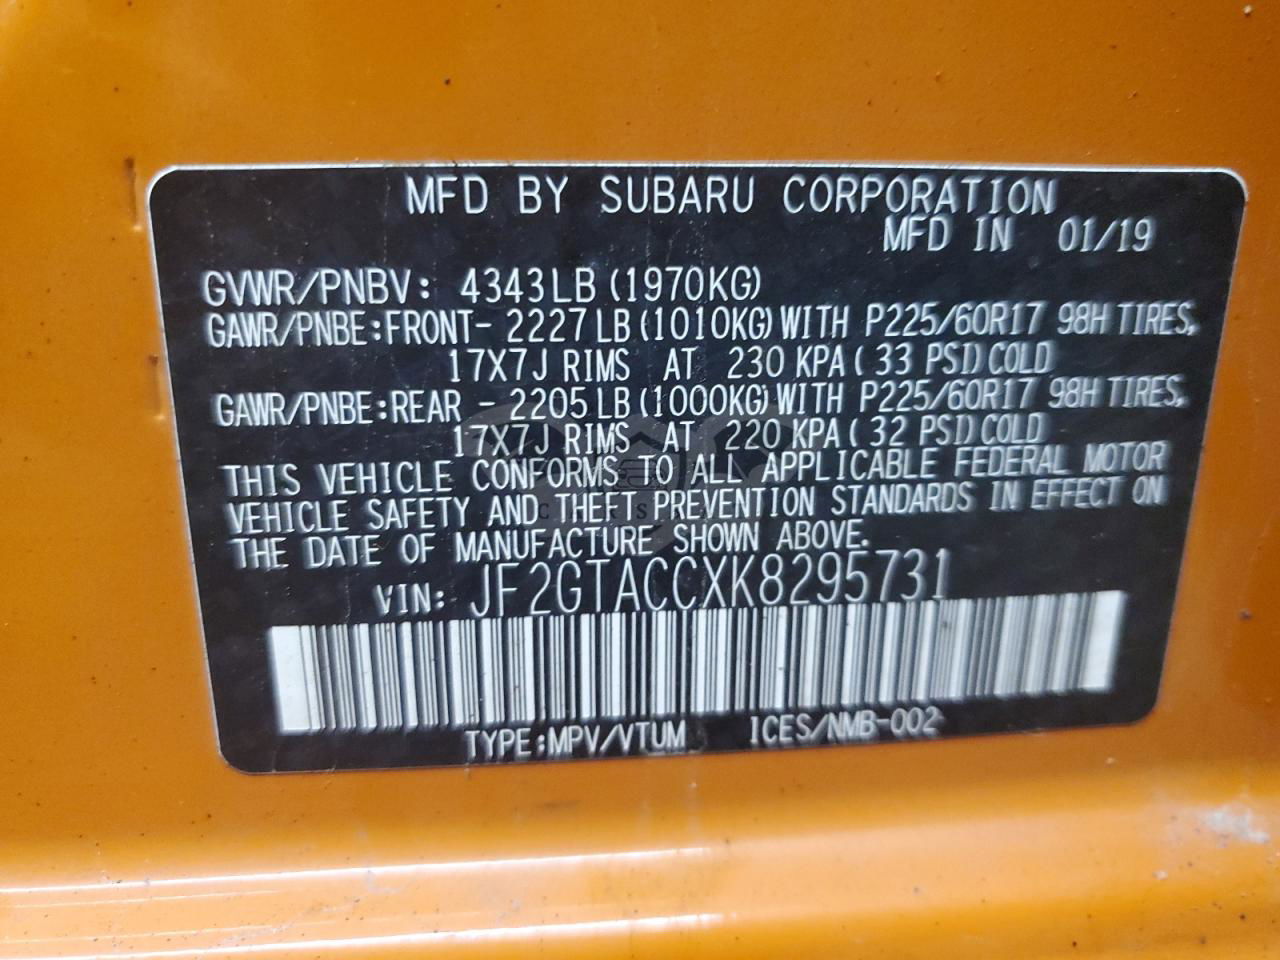 MFD BY SUBARU CORPORATION
MFD IN 01/19
GVWR/PNBV: 4343LB (1970KG)
GAWR/PNBE:FRONT- 2227LB(1010KG)WITH P225/60R17 98H TIRES,
17X7J RIMS AT 230 KPA( 33 PSI)COLD
GAWR/PNBE:REAR - 2205LB(1000KG)WITH P225/60R17 98H TIRES,
17X7J RIMS AT 220 KPA( 32 PSI)COLD
THIS VEHICLE CONFORMS TO ALL APPLICABLE FEDERAL MOTOR
VEHICLE SAFETY AND THEFT PREVENTION STANDARDS IN EFFECT ON
THE DATE OF MANUFACTURE SHOWN ABOVE.
VIN: JF2GTACCXK8295731
TYPE:MPV/VTUM ICES/NMB-002